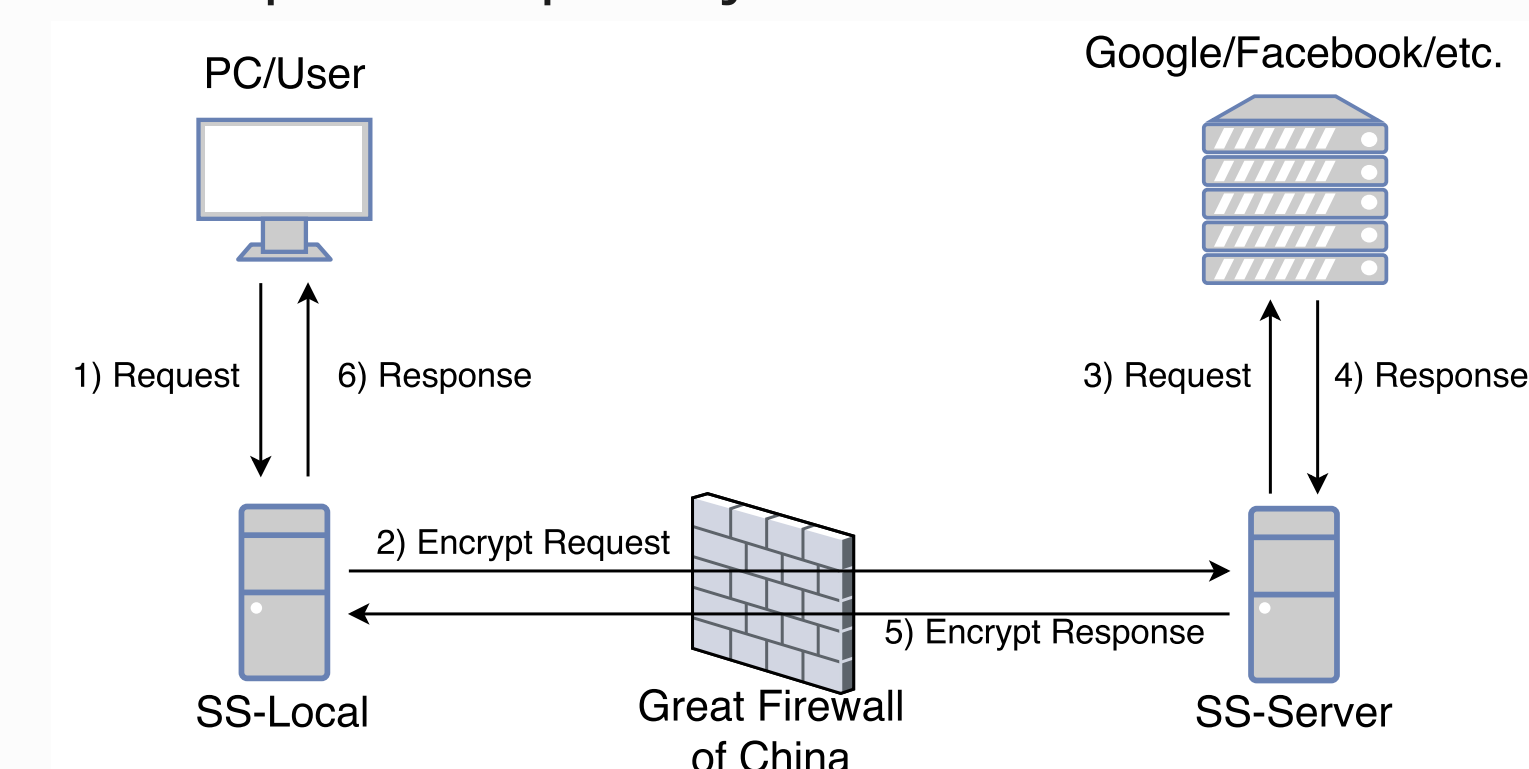 PC/User
Google/Facebook/etc.
1) Request
6) Response
3) Request
4) Response
2) Encrypt Request
5) Encrypt Response
SS-Local
Great Firewall
of China
SS-Server